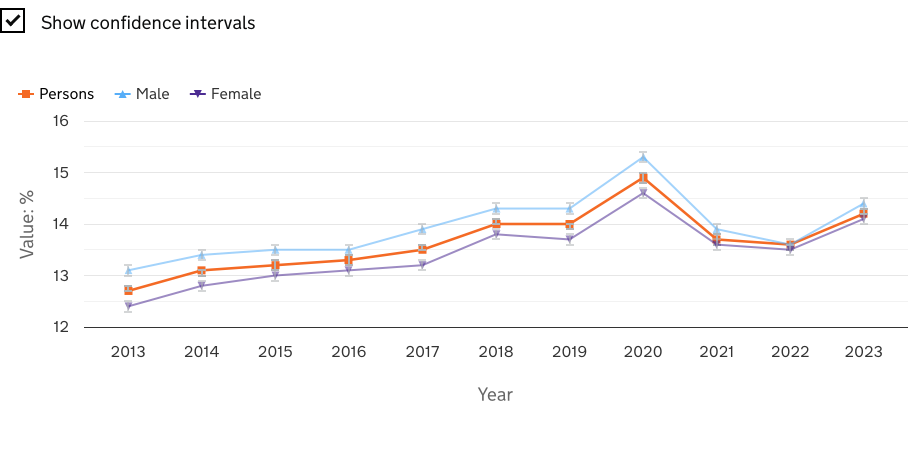 Show confidence intervals
Persons Male Female
16
15
14
13
12
Value: %
2013 2014 2015 2016 2017 2018 2019 2020 2021 2022 2023
Year